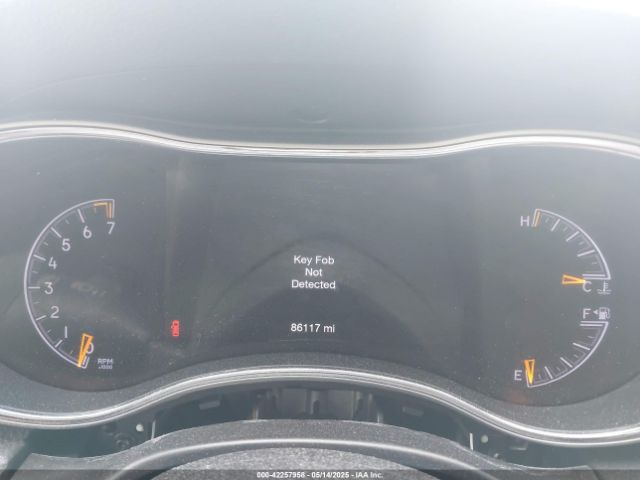 7
6
5
4
3
2
1
0
RPM
x1000
Key Fob
Not
Detected
86117 mi
H
C
F
E
000-42257958 - 05/14/2025 - IAA Inc.